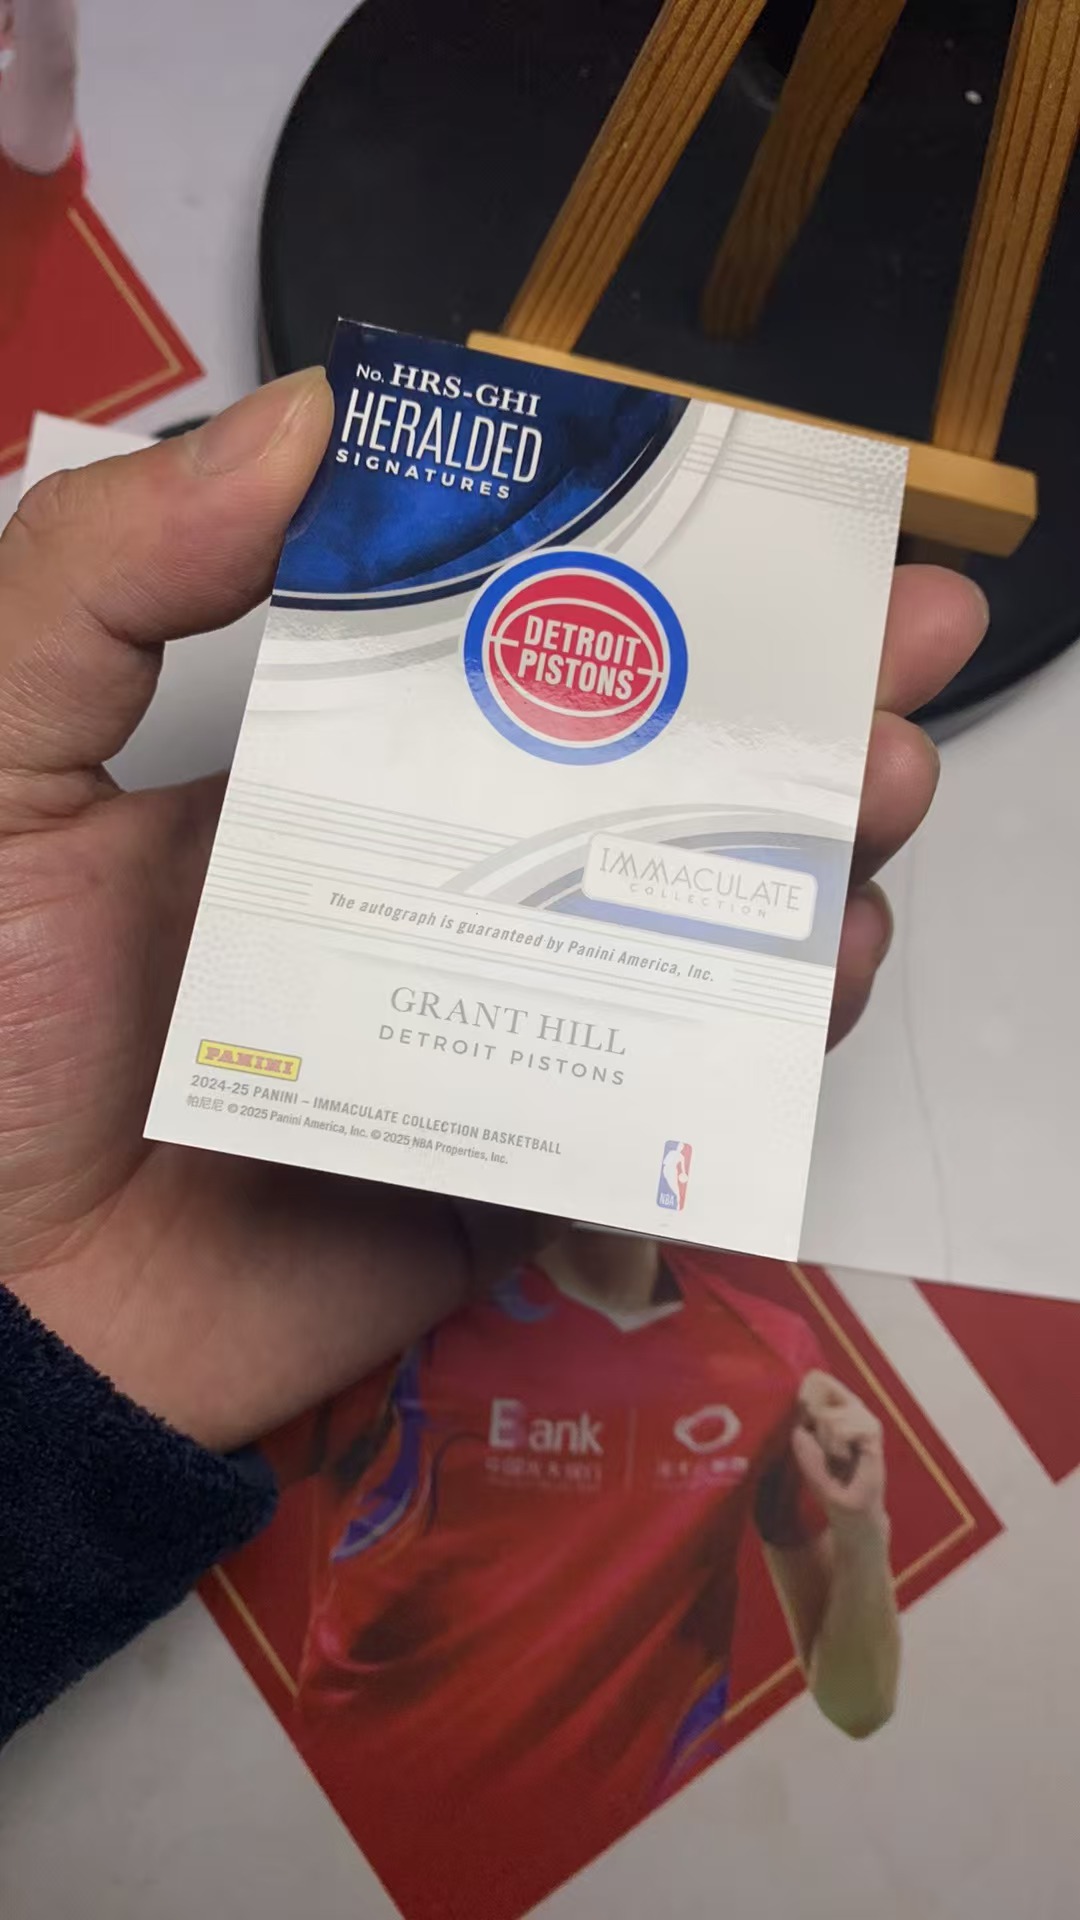 No. HRS-GHI
HERALDED
SIGNATURES
DETROIT
PISTONS
IMMACULATE
COLLECTION
The autograph is guaranteed by Panini America, Inc.
GRANT HILL
DETROIT PISTONS
PANINI
2024-25 PANINI – IMMACULATE COLLECTION BASKETBALL
帕尼尼 © 2025 Panini America, Inc. © 2025 NBA Properties, Inc.
NBA